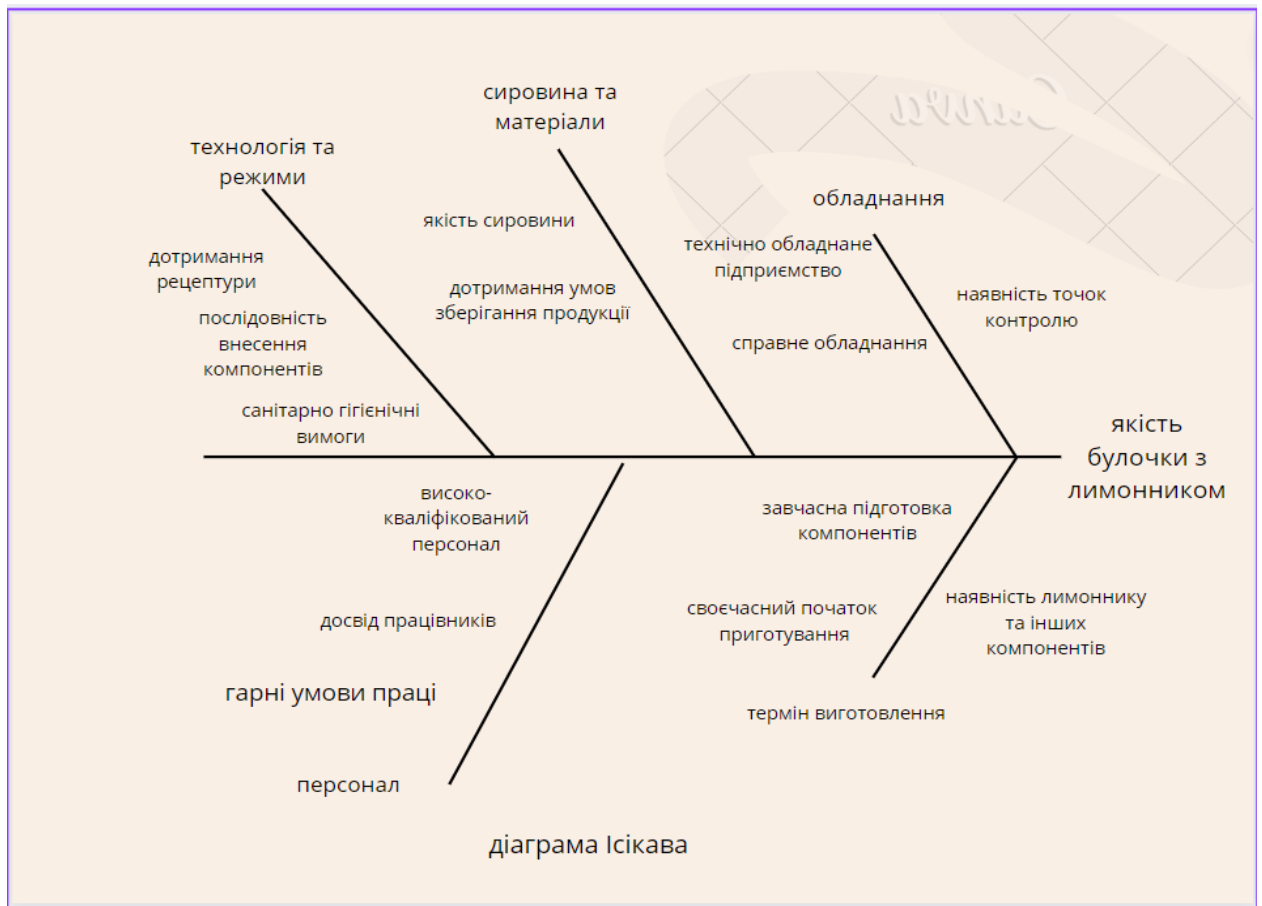 сировина та
матеріали
технологія та
режими
обладнання
якість сировини
технічно обладнане
підприємство
дотримання
рецептури
дотримання умов
зберігання продукції
наявність точок
контролю
послідовність
внесення
компонентів
справне обладнання
санітарно гігієнічні
вимоги
якість
булочки з
лимонником
високо-
кваліфікований
персонал
завчасна підготовка
компонентів
досвід працівників
своєчасний початок
приготування
наявність лимоннику
та інших
компонентів
гарні умови праці
термін виготовлення
персонал
діаграма Ісікава
Canva